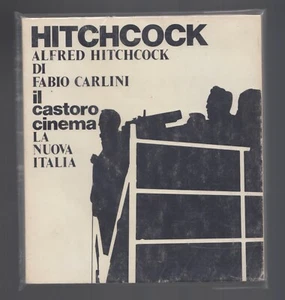 HITCHCOCK
ALFRED HITCHCOCK
DI
FABIO CARLINI
il
castoro
cinema
LA
NUOVA
ITALIA